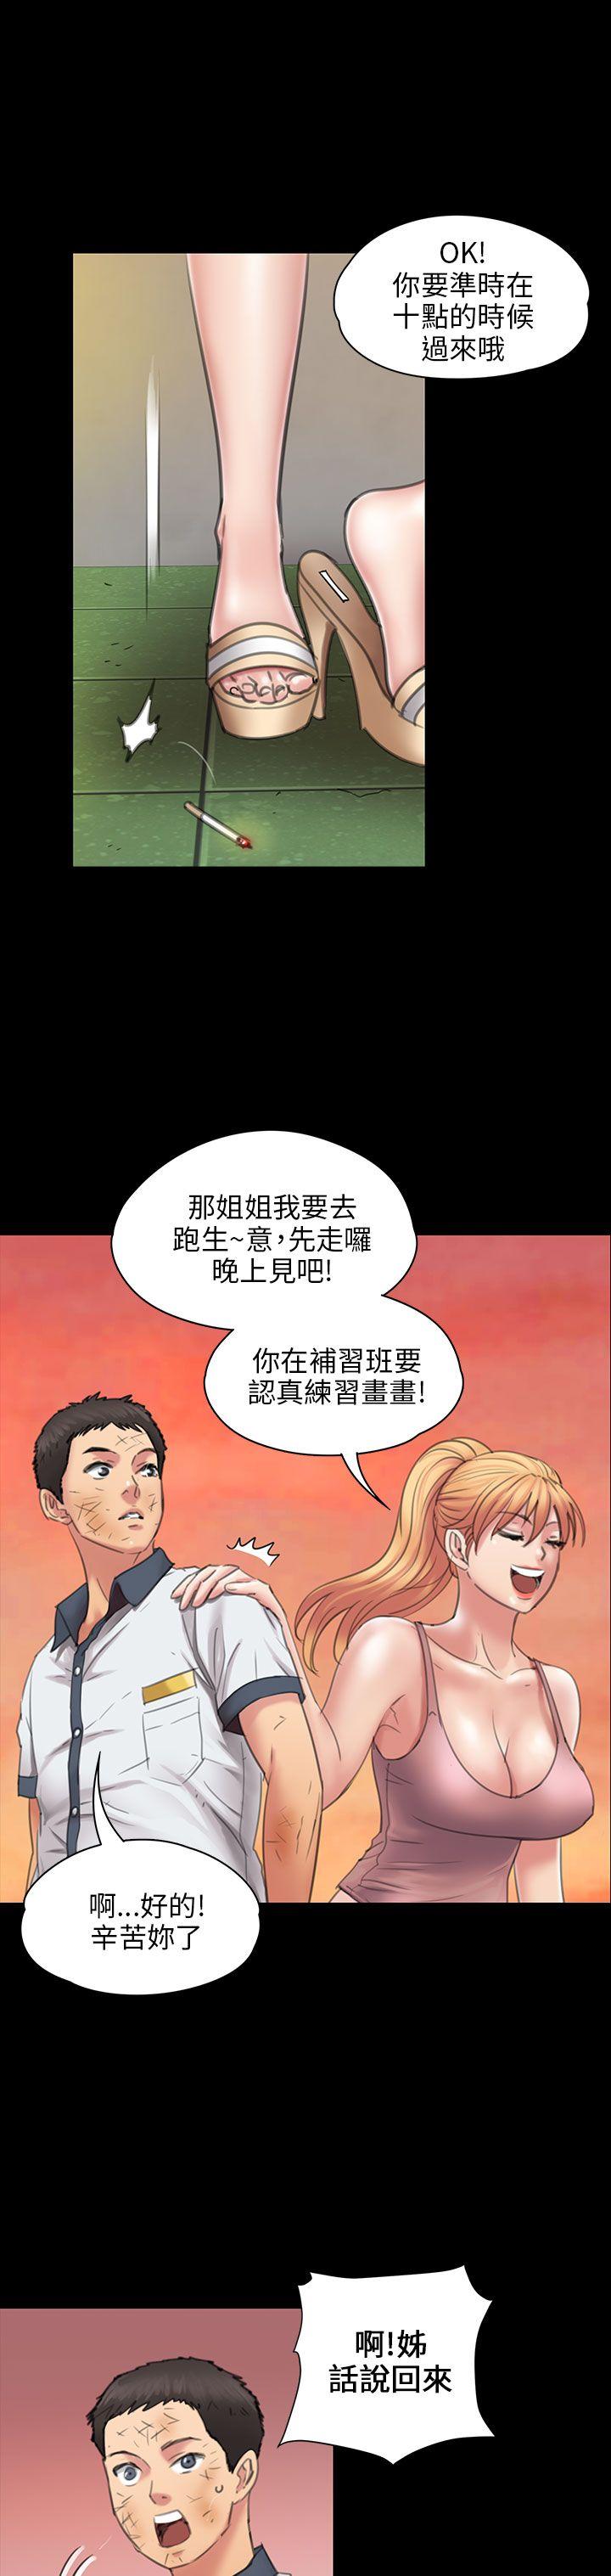 OK!
你要準時在
十點的時候
過來哦
那姐姐我要去
跑生~意,先走囉
晚上見吧!
你在補習班要
認真練習畫畫!
啊...好的!
辛苦妳了
啊!姊
話說回來